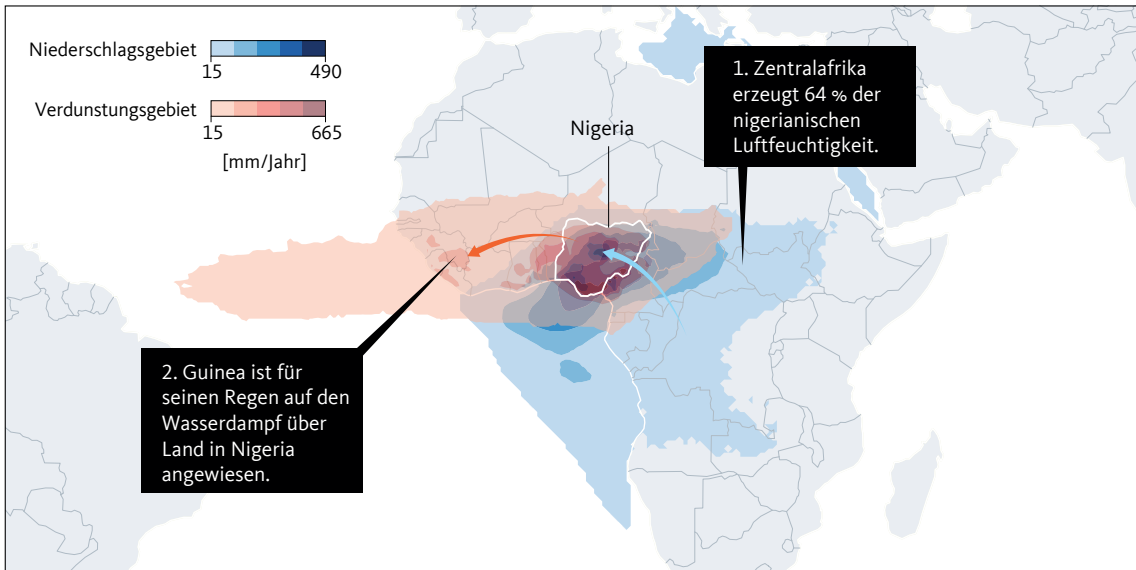 Niederschlagsgebiet
15 490
Verdunstungsgebiet
15 665
[mm/Jahr]
Nigeria
1. Zentralafrika
erzeugt 64 % der
nigerianischen
Luftfeuchtigkeit.
2. Guinea ist für
seinen Regen auf den
Wasserdampf über
Land in Nigeria
angewiesen.